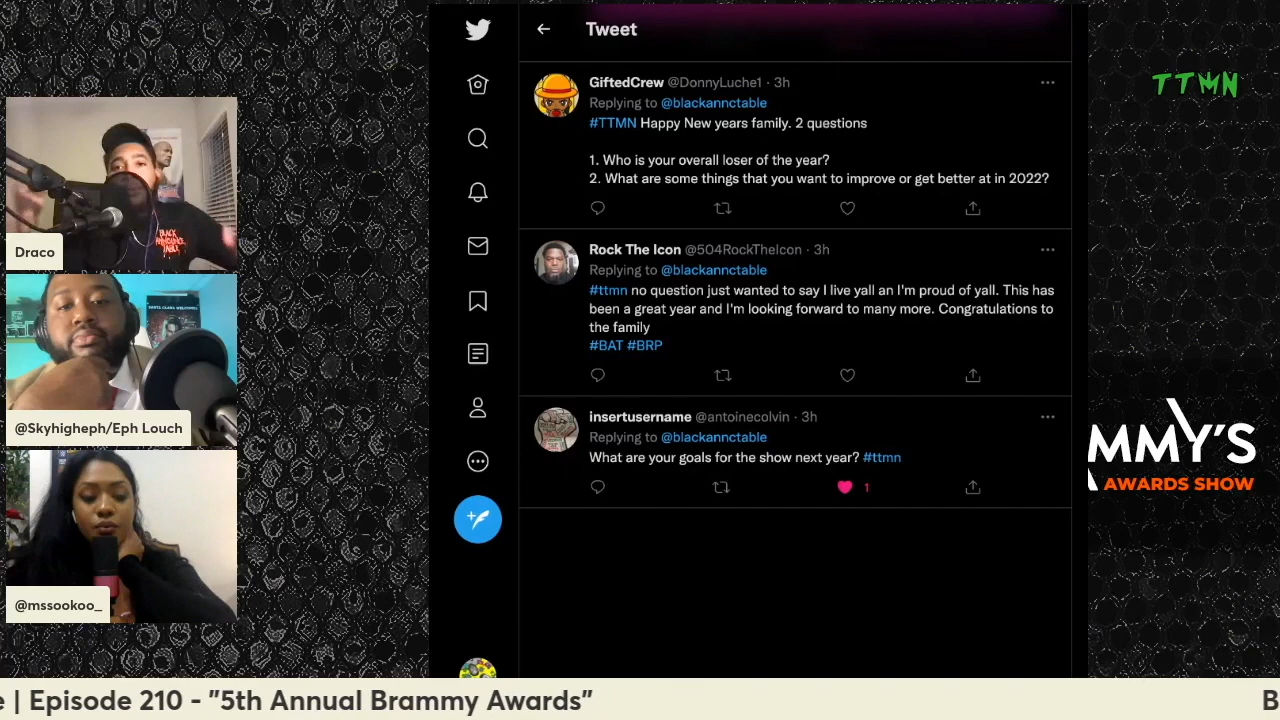 Tweet
GiftedCrew @DonnyLuche1 · 3h
Replying to @blackannctable
#TTMN Happy New years family. 2 questions
1. Who is your overall loser of the year?
2. What are some things that you want to improve or get better at in 2022?
Rock The Icon @504RockTheIcon · 3h
Replying to @blackannctable
#ttmn no question just wanted to say I live yall an I'm proud of yall. This has
been a great year and I'm looking forward to many more. Congratulations to
the family
#BAT #BRP
insertusername @antoinecolvin · 3h
Replying to @blackannctable
What are your goals for the show next year? #ttmn
1
TTMN
MMY'S
AWARDS SHOW
Draco
@Skyhigheph/Eph Louch
@mssookoo_
e | Episode 210 - "5th Annual Brammy Awards"
B